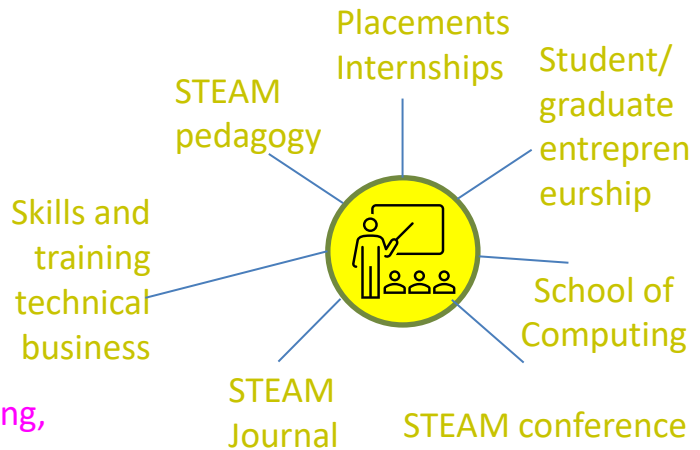 Placements
Internships
Student/
graduate
entrepren
eurship
STEAM
pedagogy
Skills and
training
technical
business
School of
Computing
STEAM
Journal
STEAM conference
ng,